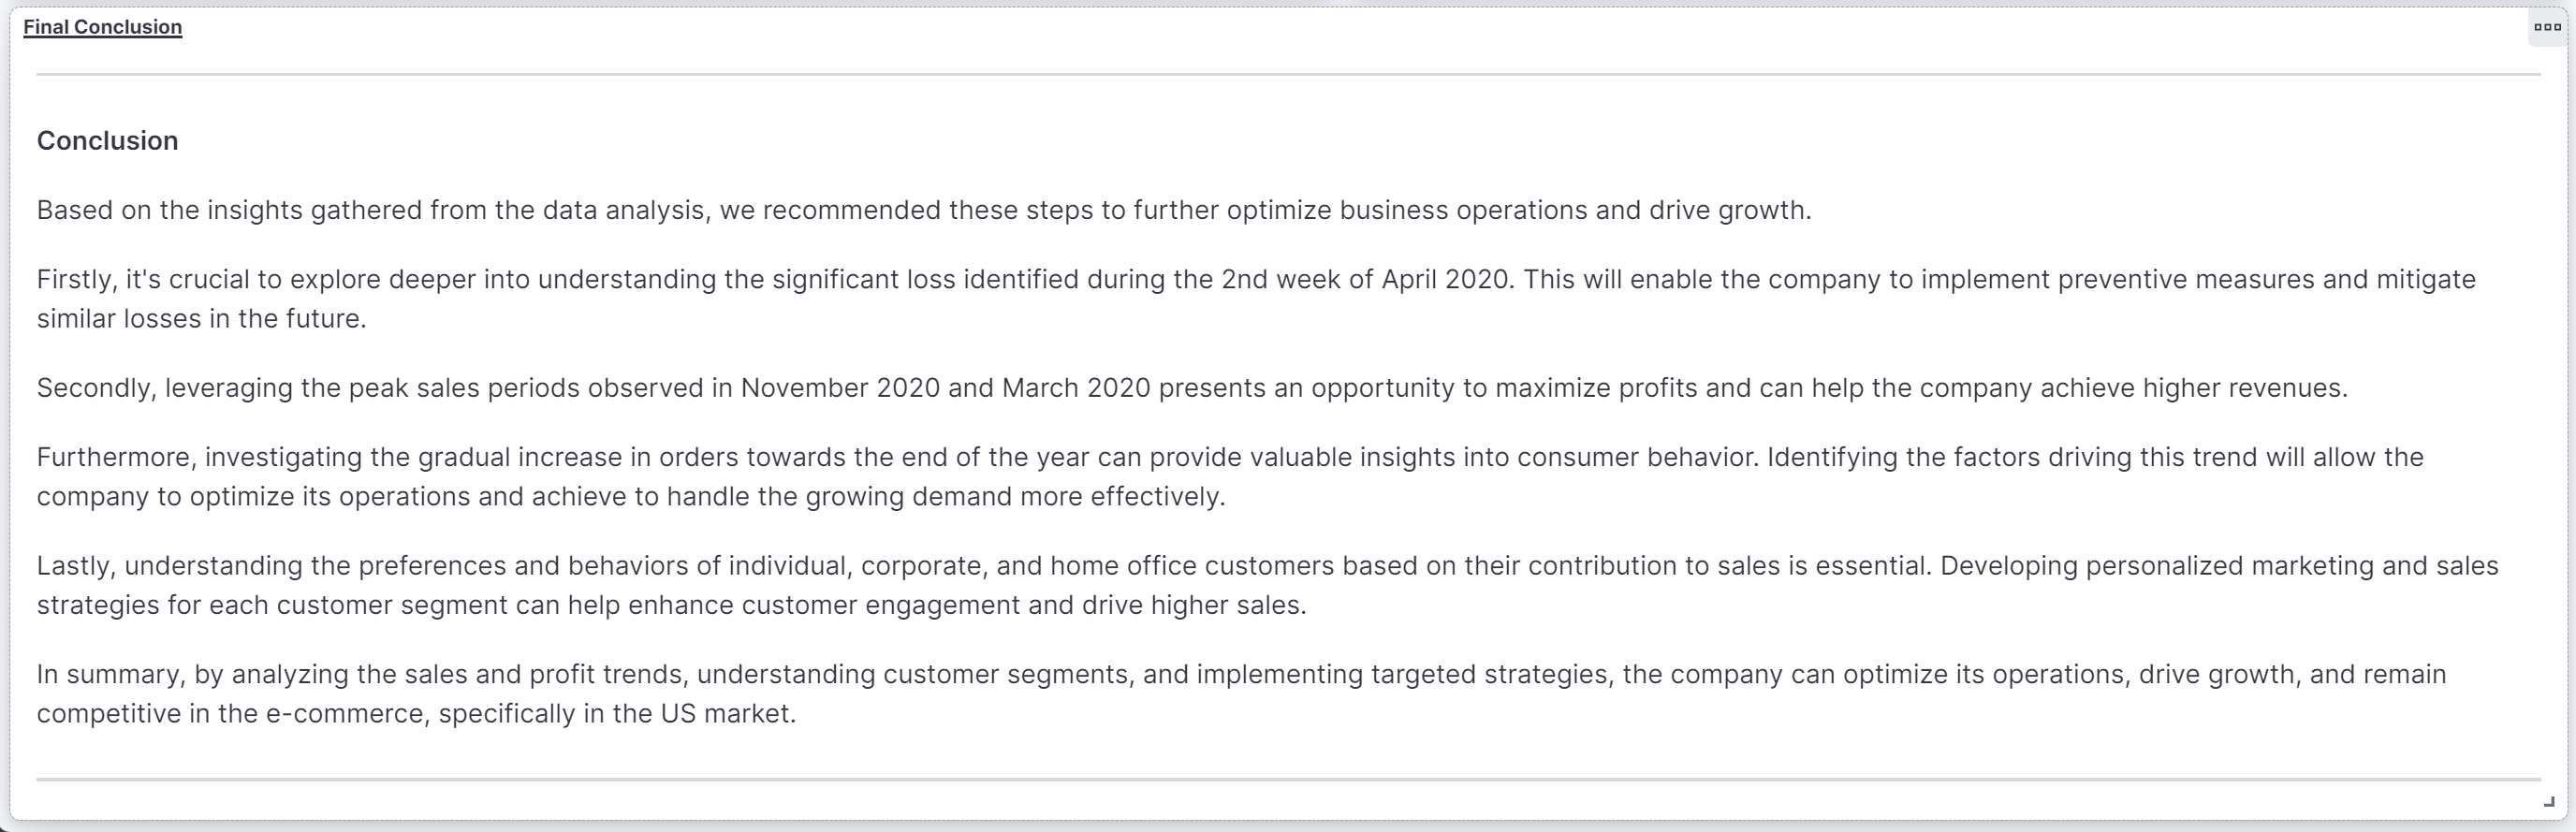 Final Conclusion
Conclusion
Based on the insights gathered from the data analysis, we recommended these steps to further optimize business operations and drive growth.
Firstly, it's crucial to explore deeper into understanding the significant loss identified during the 2nd week of April 2020. This will enable the company to implement preventive measures and mitigate
similar losses in the future.
Secondly, leveraging the peak sales periods observed in November 2020 and March 2020 presents an opportunity to maximize profits and can help the company achieve higher revenues.
Furthermore, investigating the gradual increase in orders towards the end of the year can provide valuable insights into consumer behavior. Identifying the factors driving this trend will allow the
company to optimize its operations and achieve to handle the growing demand more effectively.
Lastly, understanding the preferences and behaviors of individual, corporate, and home office customers based on their contribution to sales is essential. Developing personalized marketing and sales
strategies for each customer segment can help enhance customer engagement and drive higher sales.
In summary, by analyzing the sales and profit trends, understanding customer segments, and implementing targeted strategies, the company can optimize its operations, drive growth, and remain
competitive in the e-commerce, specifically in the US market.